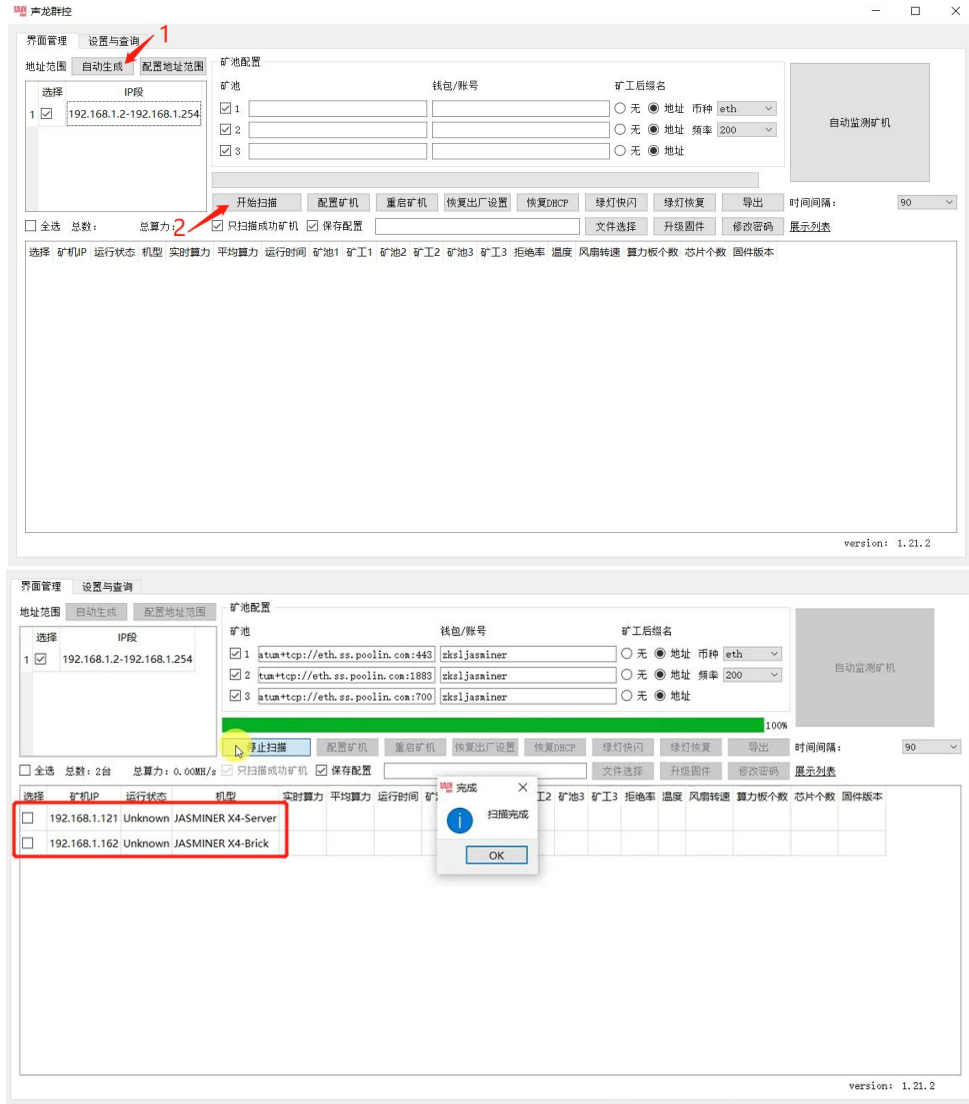 声龙群控
界面管理 设置与查询 1
地址范围 自动生成 配置地址范围 矿池配置
选择 IP段
1 192.168.1.2-192.168.1.254
矿池 钱包/账号 矿工后缀名
1 无 地址 币种 eth
2 无 地址 频率 200
3 无 地址
自动监测矿机
开始扫描 配置矿机 重启矿机 恢复出厂设置 恢复DHCP 绿灯快闪 绿灯恢复 导出 时间间隔: 90
全选 总数: 总算力: 2 只扫描成功矿机 保存配置 文件选择 升级固件 修改密码 展示列表
选择 矿机IP 运行状态 机型 实时算力 平均算力 运行时间 矿池1 矿工1 矿池2 矿工2 矿池3 矿工3 拒绝率 温度 风扇转速 算力板个数 芯片个数 固件版本
version: 1.21.2
界面管理 设置与查询
地址范围 自动生成 配置地址范围 矿池配置
选择 IP段
1 192.168.1.2-192.168.1.254
矿池 钱包/账号 矿工后缀名
1 atum+tcp://eth.ss.poolin.com:443 zksljasminer 无 地址 币种 eth
2 tum+tcp://eth.ss.poolin.com:1883 zksljasminer 无 地址 频率 200
3 atum+tcp://eth.ss.poolin.com:700 zksljasminer 无 地址
自动监测矿机
100%
停止扫描 配置矿机 重启矿机 恢复出厂设置 恢复DHCP 绿灯快闪 绿灯恢复 导出 时间间隔: 90
全选 总数: 2台 总算力: 0.00MH/s 只扫描成功矿机 保存配置 文件选择 升级固件 修改密码 展示列表
选择 矿机IP 运行状态 机型 实时算力 平均算力 运行时间 工2 矿池3 矿工3 拒绝率 温度 风扇转速 算力板个数 芯片个数 固件版本
192.168.1.121 Unknown JASMINER X4-Server
192.168.1.162 Unknown JASMINER X4-Brick
完成
扫描完成
OK
version: 1.21.2